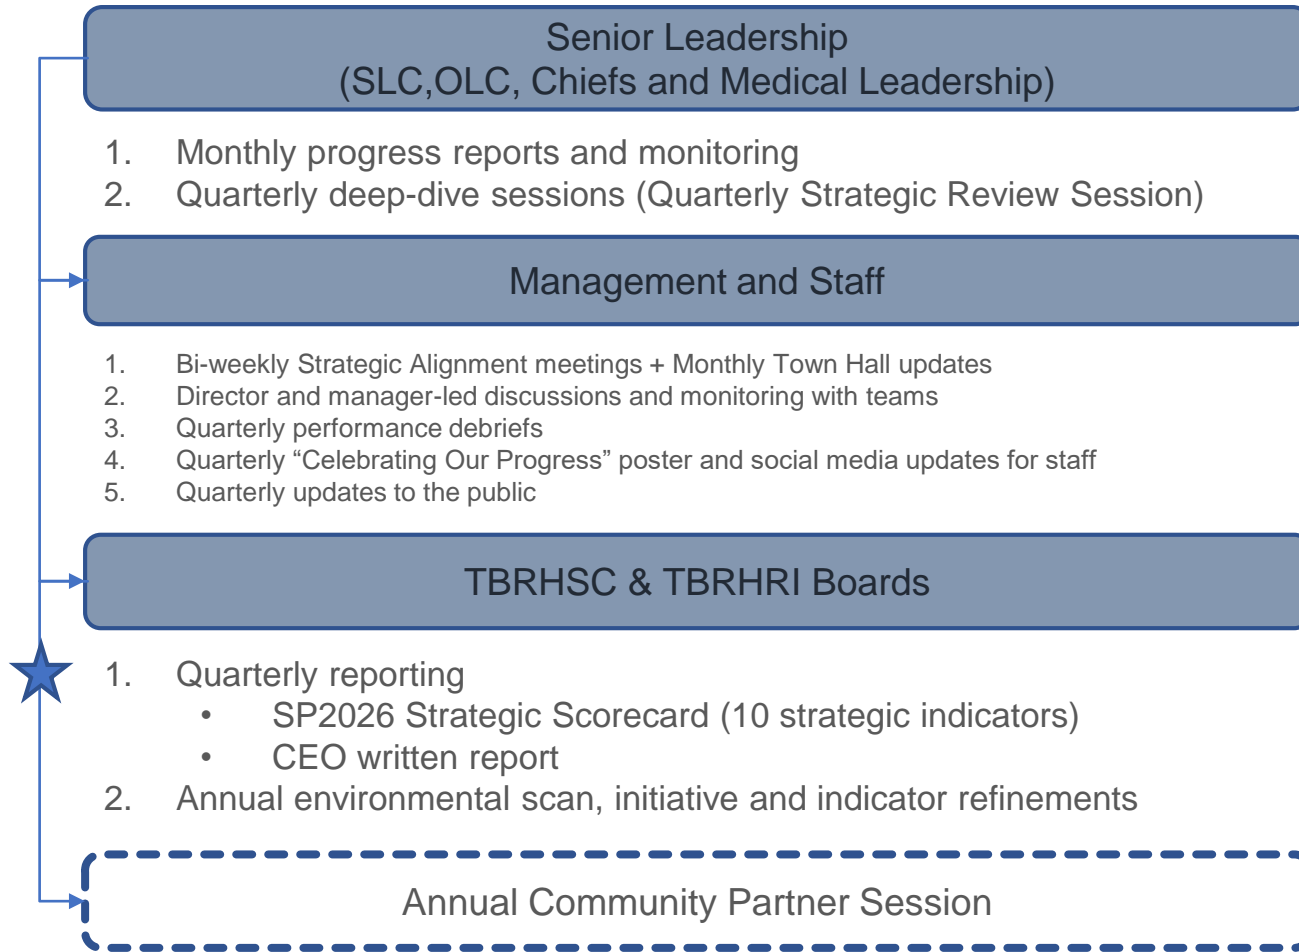 Senior Leadership
(SLC,OLC, Chiefs and Medical Leadership)
1. Monthly progress reports and monitoring
2. Quarterly deep-dive sessions (Quarterly Strategic Review Session)
Management and Staff
1. Bi-weekly Strategic Alignment meetings + Monthly Town Hall updates
2. Director and manager-led discussions and monitoring with teams
3. Quarterly performance debriefs
4. Quarterly “Celebrating Our Progress” poster and social media updates for staff
5. Quarterly updates to the public
TBRHSC & TBRHRI Boards
1. Quarterly reporting
• SP2026 Strategic Scorecard (10 strategic indicators)
• CEO written report
2. Annual environmental scan, initiative and indicator refinements
Annual Community Partner Session